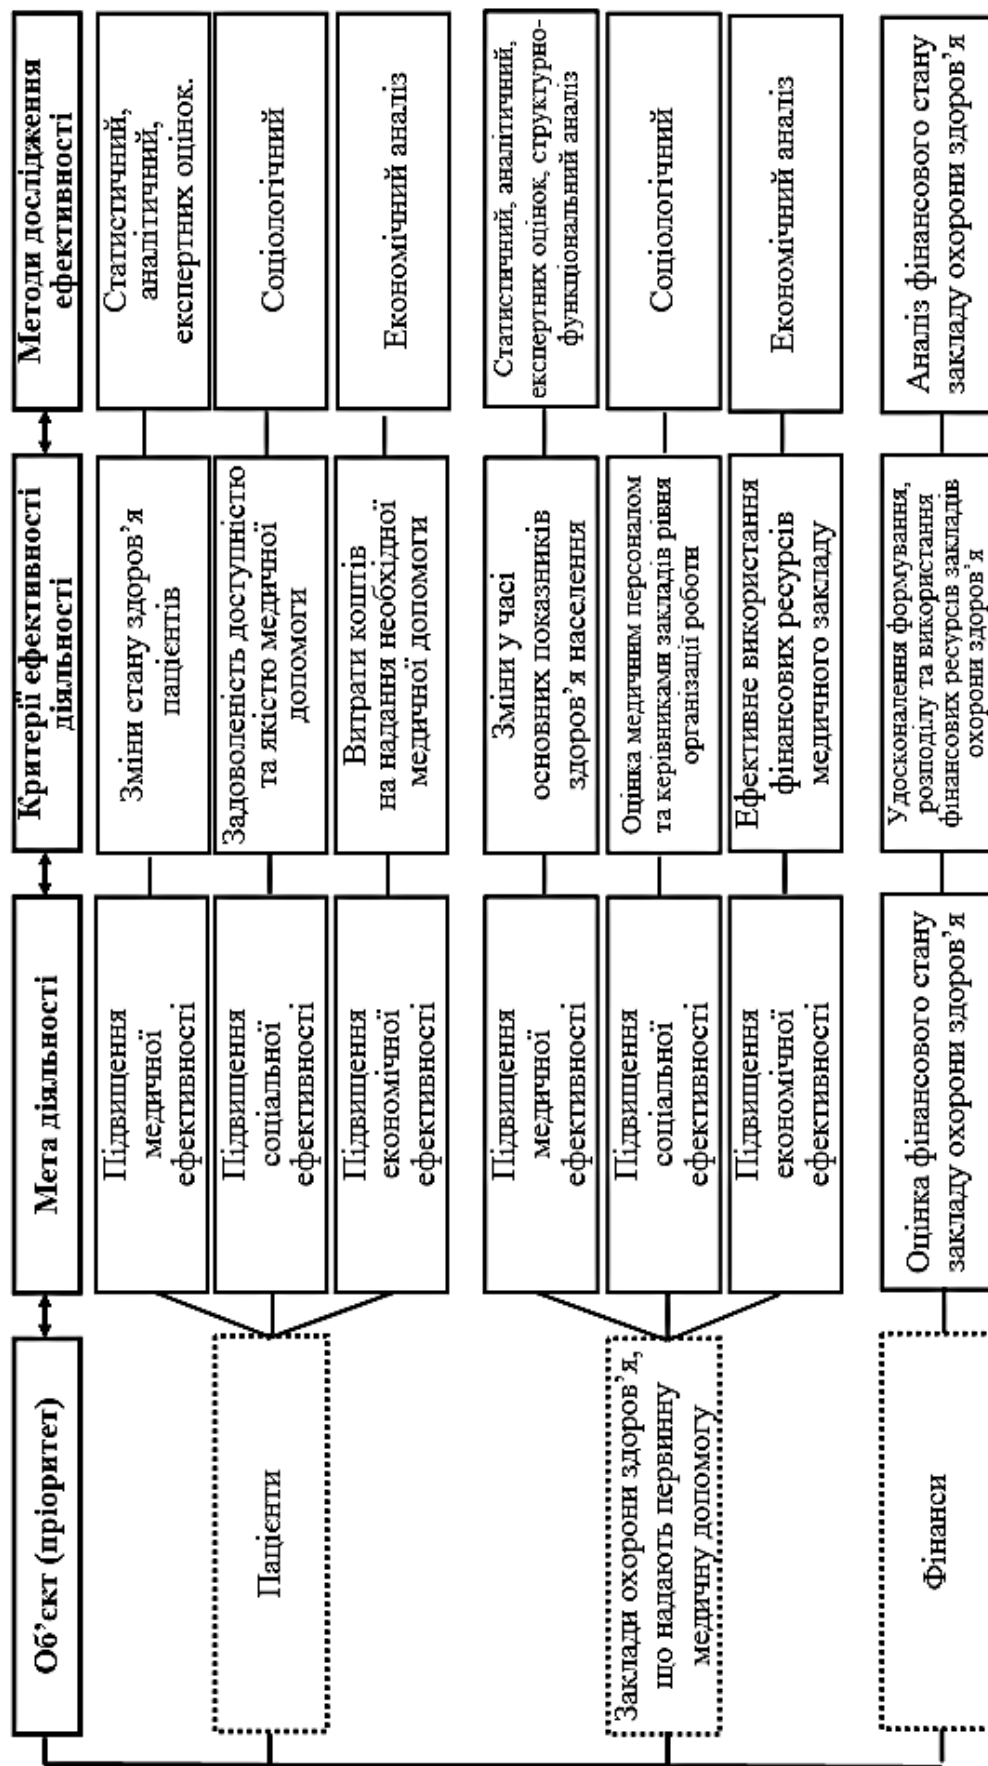 Об’єкт (пріоритет)
Мета діяльності
Критерії ефективності
діяльності
Методи дослідження
ефективності
Пацієнти
Підвищення
медичної
ефективності
Зміни стану здоров’я
пацієнтів
Статистичний,
аналітичний,
експертних оцінок.
Підвищення
соціальної
ефективності
Задоволеність доступністю
та якістю медичної
допомоги
Соціологічний
Підвищення
економічної
ефективності
Витрати коштів
на надання необхідної
медичної допомоги
Економічний аналіз
Заклади охорони здоров’я,
що надають первинну
медичну допомогу
Підвищення
медичної
ефективності
Зміни у часі
основних показників
здоров’я населення
Статистичний, аналітичний,
експертних оцінок, структурно-
функціональний аналіз
Підвищення
соціальної
ефективності
Оцінка медичним персоналом
та керівниками закладів рівня
організації роботи
Соціологічний
Підвищення
економічної
ефективності
Ефективне використання
фінансових ресурсів
медичного закладу
Економічний аналіз
Фінанси
Оцінка фінансового стану
закладу охорони здоров’я
Удосконалення формування,
розподілу та використання
фінансових ресурсів закладів
охорони здоров’я
Аналіз фінансового стану
закладу охорони здоров’я